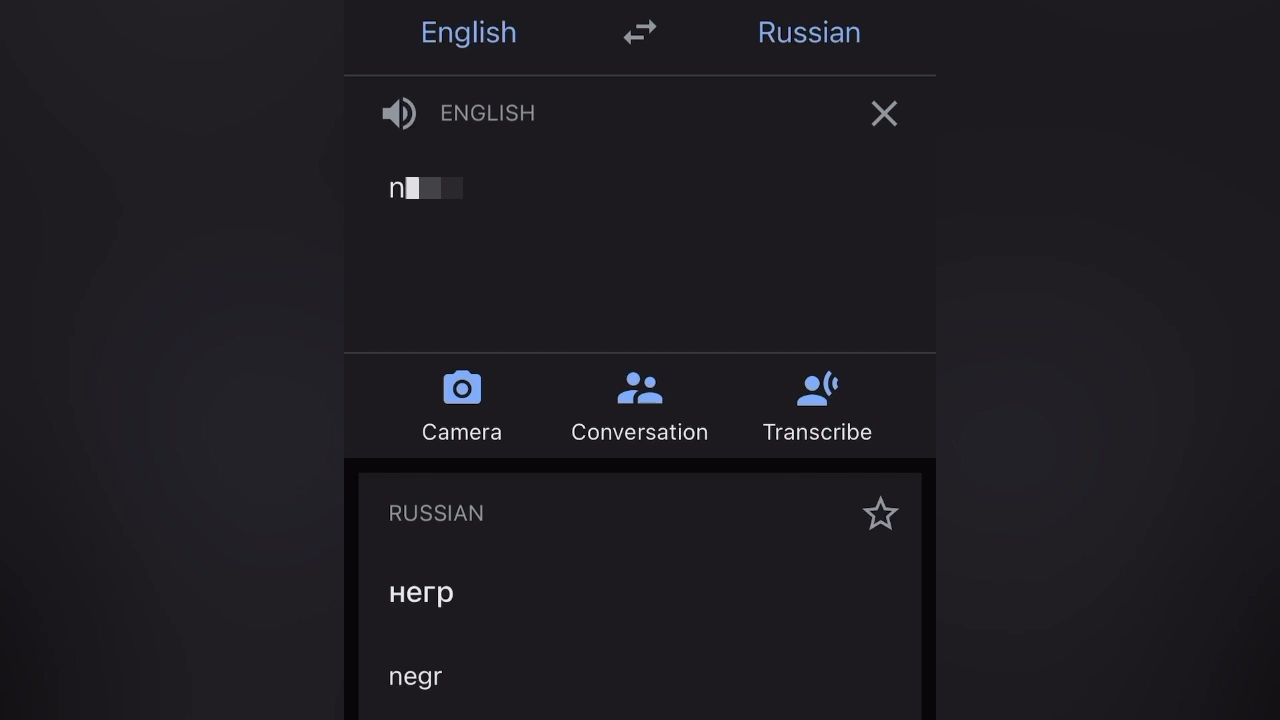 English Russian
ENGLISH
n
Camera Conversation Transcribe
RUSSIAN
негр
negr